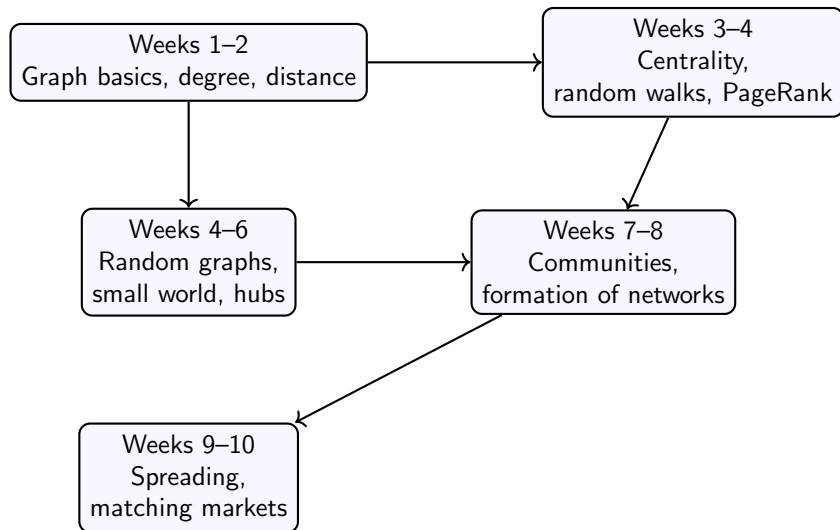 Weeks 1–2
Graph basics, degree, distance
Weeks 3–4
Centrality,
random walks, PageRank
Weeks 4–6
Random graphs,
small world, hubs
Weeks 7–8
Communities,
formation of networks
Weeks 9–10
Spreading,
matching markets